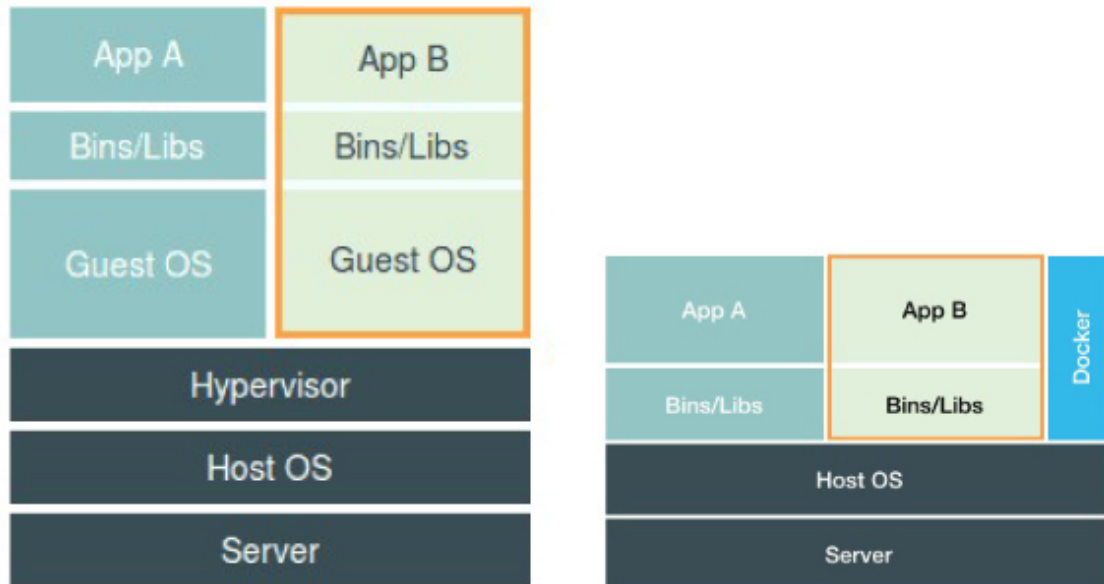 App A
App B
Bins/Libs
Bins/Libs
Guest OS
Guest OS
Hypervisor
Host OS
Server
App A
App B
Docker
Bins/Libs
Bins/Libs
Host OS
Server